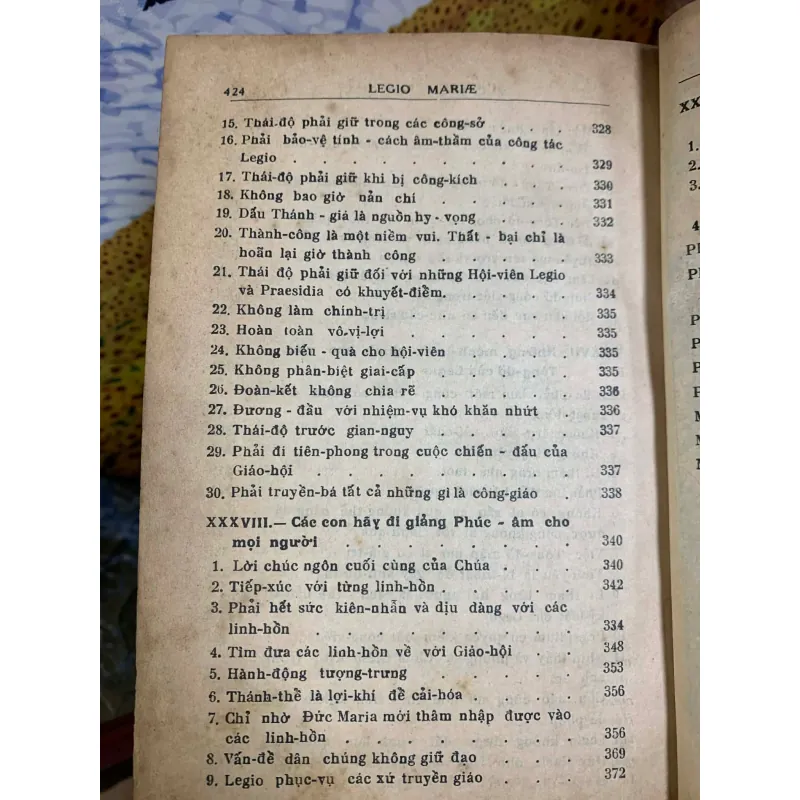 424 LEGIO MARIÆ
15. Thái-độ phải giữ trong các công-sở . . . 328
16. Phải bảo-vệ tính - cách âm-thầm của công tác
Legio . . . . . . . . . . 329
17. Thái-độ phải giữ khi bị công-kích . . . 330
18. Không bao giờ nản chí . . . . 331
19. Dấu Thánh - giá là nguồn hy - vọng . . . 332
20. Thành-công là một niềm vui. Thất - bại chỉ là
hoãn lại giờ thành công . . . . 333
21. Thái độ phải giữ đối với những Hội-viên Legio
và Praesidia có khuyết-điểm. . . . . 334
22. Không làm chính-trị . . . . . 335
23. Hoàn toàn vô-vị-lợi . . . . . 335
24. Không biếu - quà cho hội-viên . . . . 335
25. Không phân-biệt giai-cấp . . . . . 335
26. Đoàn-kết không chia rẽ . . . . 336
27. Đương - đầu với nhiệm-vụ khó khăn nhứt . 336
28. Thái-độ trước gian-nguy . . . . . 337
29. Phải đi tiên-phong trong cuộc chiến - đấu của
Giáo-hội . . . . . . . . 337
30. Phải truyền-bá tất cả những gì là công-giáo . 338
XXXVIII.— Các con hãy đi giảng Phúc - âm cho
mọi người . . . . . . . 340
1. Lời chúc ngôn cuối cùng của Chúa . . . 340
2. Tiếp-xúc với từng linh-hồn . . . . . 342
3. Phải hết sức kiên-nhẫn và dịu dàng với các
linh-hồn . . . . . . . . 334
4. Tìm đưa các linh-hồn về với Giáo-hội . . 348
5. Hành-động tượng-trưng . . . . . 353
6. Thánh-thể là lợi-khí để cải-hóa . . . . 356
7. Chỉ nhờ Đức Maria mới thâm nhập được vào
các linh-hồn . . . . . . . 356
8. Vấn-đề dân chúng không giữ đạo . . . 369
9. Legio phục-vụ các xứ truyền giáo . . . 372
XX
1.
2.
3.
4